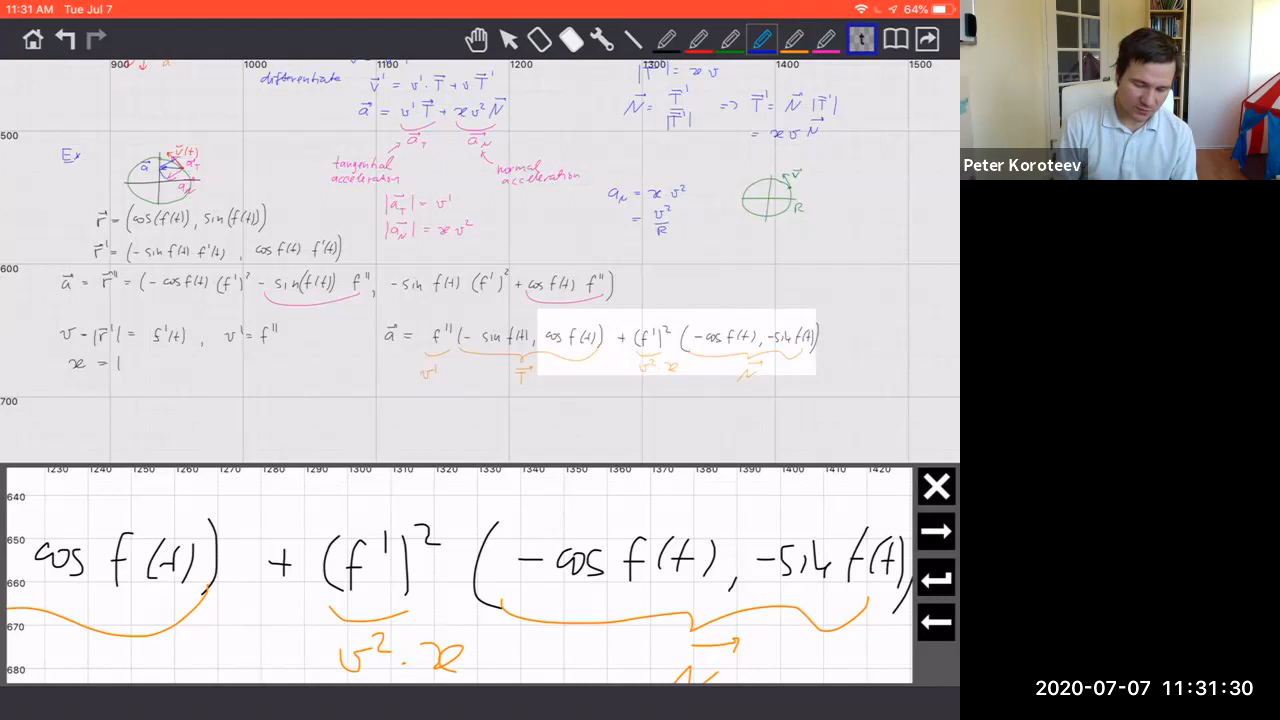 11:31 AM Tue Jul 7
64%
t
900 1000 1100 1200 1300 1400 1500
differentiate
v⃗' = v'·T⃗ + v T⃗'
a⃗ = v' T⃗ + ϰ v² N⃗
a⃗_T a⃗_N
tangential acceleration
normal acceleration
|a⃗_T| = v'
|a⃗_N| = ϰ v²
|T⃗'| = ϰ v
N⃗ = T⃗' / |T⃗'| => T⃗' = N⃗ |T⃗'|
= ϰ v N⃗
a_N = ϰ v²
= v² / R
v⃗
R
500
Ex
v⃗(t)
a⃗
a_T
a_N
r⃗ = (cos(f(t)), sin(f(t)))
r⃗' = (- sin f(t) f'(t), cos f(t) f'(t))
600
a⃗ = r⃗'' = (- cos f(t) · (f')² - sin(f(t)) f'', - sin f(t) (f')² + cos f(t) f'')
v - |r⃗'| = f'(t), v' = f''
ϰ = 1
a⃗ = f'' (- sin f(t), cos f(t)) + (f')² (- cos f(t), - sin f(t))
v' T⃗ v²·ϰ N⃗
700
1230 1240 1250 1260 1270 1280 1290 1300 1310 1320 1330 1340 1350 1360 1370 1380 1390 1400 1410 1420
640
650
660
670
680
cos f(t)) + (f')² (- cos f(t), - sin f(t)
v²·ϰ N⃗
Peter Koroteev
2020-07-07 11:31:30